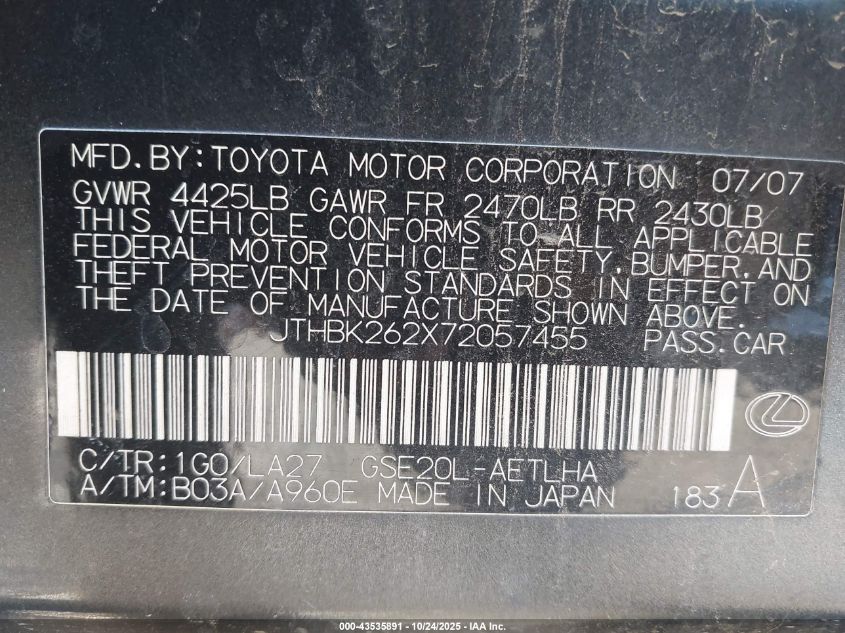 MFD.BY:TOYOTA MOTOR CORPORATION 07/07
GVWR 4425LB GAWR FR 2470LB RR 2430LB
THIS VEHICLE CONFORMS TO ALL APPLICABLE
FEDERAL MOTOR VEHICLE SAFETY,BUMPER,AND
THEFT PREVENTION STANDARDS IN EFFECT ON
THE DATE OF MANUFACTURE SHOWN ABOVE.
JTHBK262X72057455 PASS.CAR
C/TR:1G0/LA27 GSE20L-AETLHA
A/TM:B03A/A960E MADE IN JAPAN 183 A
000-43535891 - 10/24/2025 - IAA Inc.